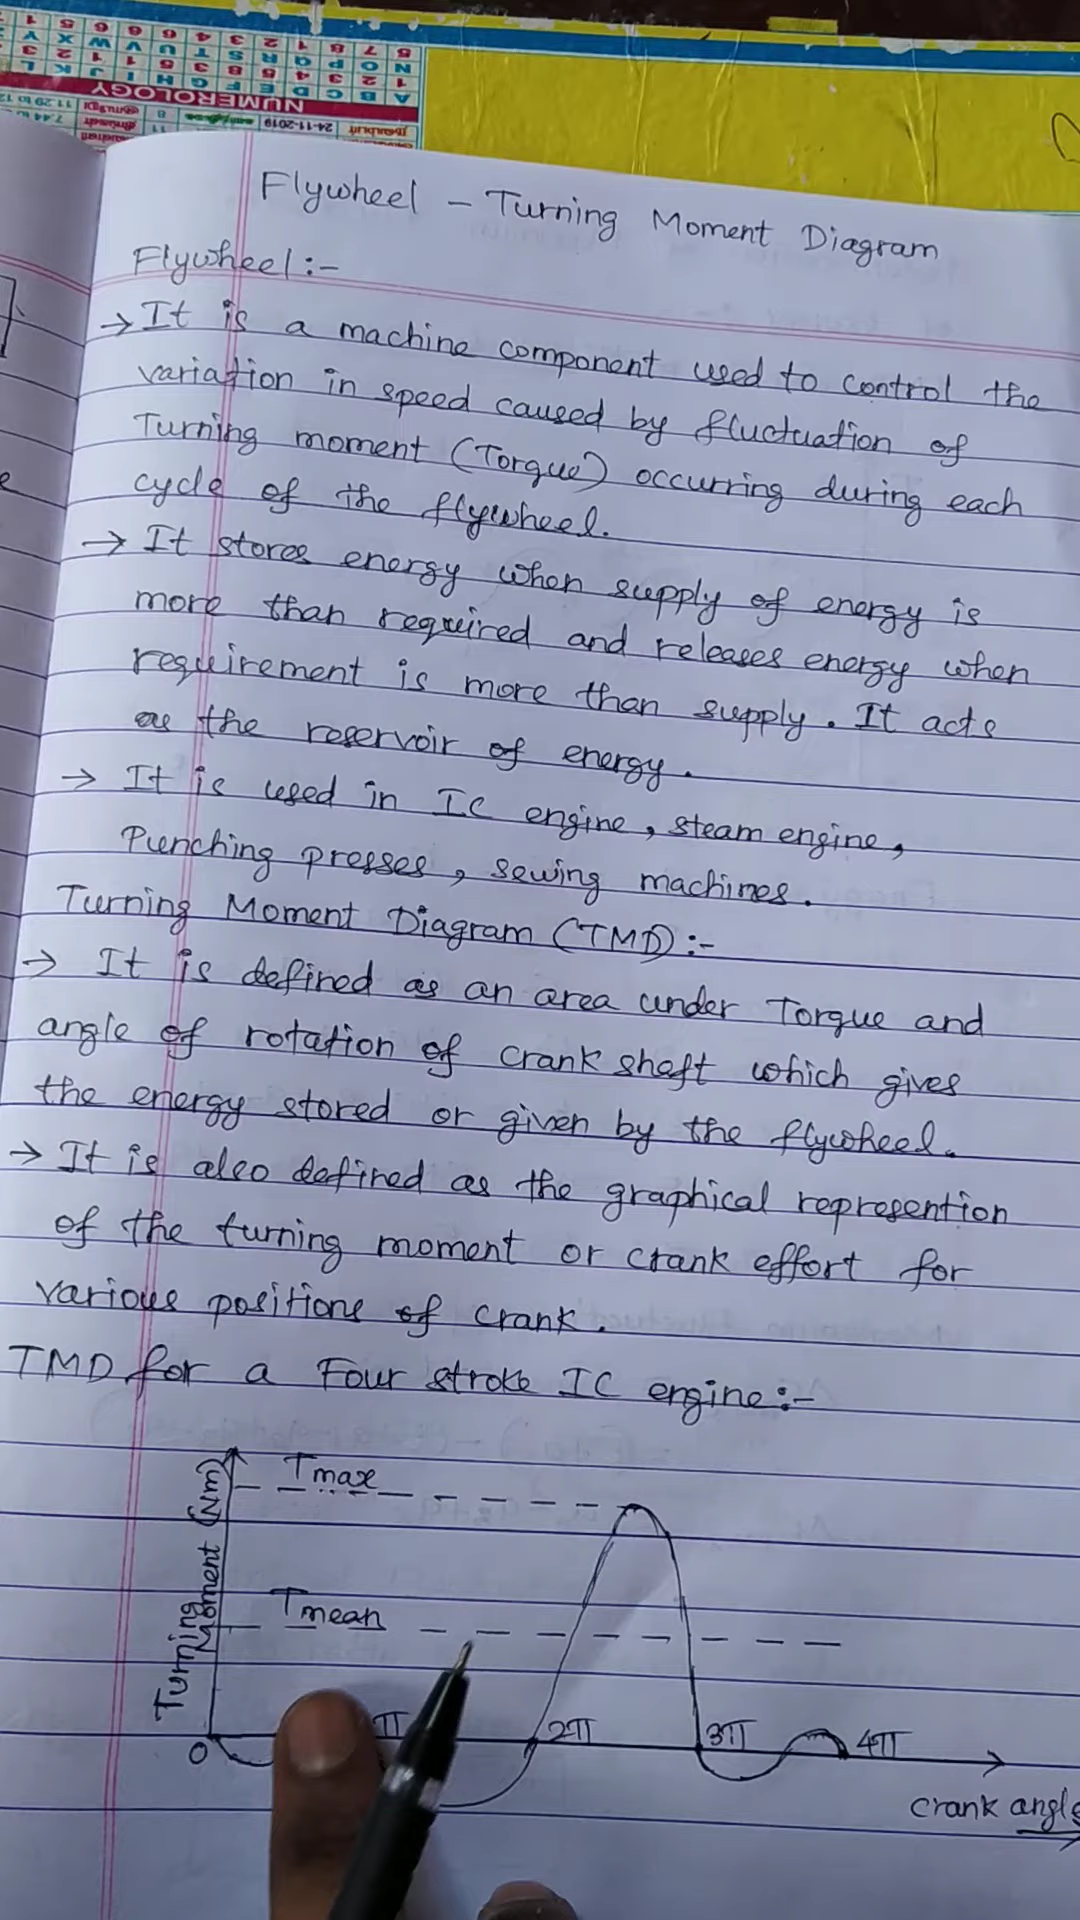 NUMEROLOGY
24-11-2019
Flywheel - Turning Moment Diagram
Flywheel :-
→ It is a machine component used to control the
variation in speed caused by fluctuation of
Turning moment (Torque) occurring during each
cycle of the flywheel.
→ It stores energy when supply of energy is
more than required and releases energy when
requirement is more than supply. It acts
as the reservoir of energy.
→ It is used in IC engine, steam engine,
Punching presses, sewing machines.
Turning Moment Diagram (TMD) :-
→ It is defined as an area under Torque and
angle of rotation of crank shaft which gives
the energy stored or given by the flywheel.
→ It is also defined as the graphical represention
of the turning moment or crank effort for
various positions of crank.
TMD for a Four stroke IC engine :-
Turning Moment (Nm)
Tmax
Tmean
0 π 2π 3π 4π
crank angle